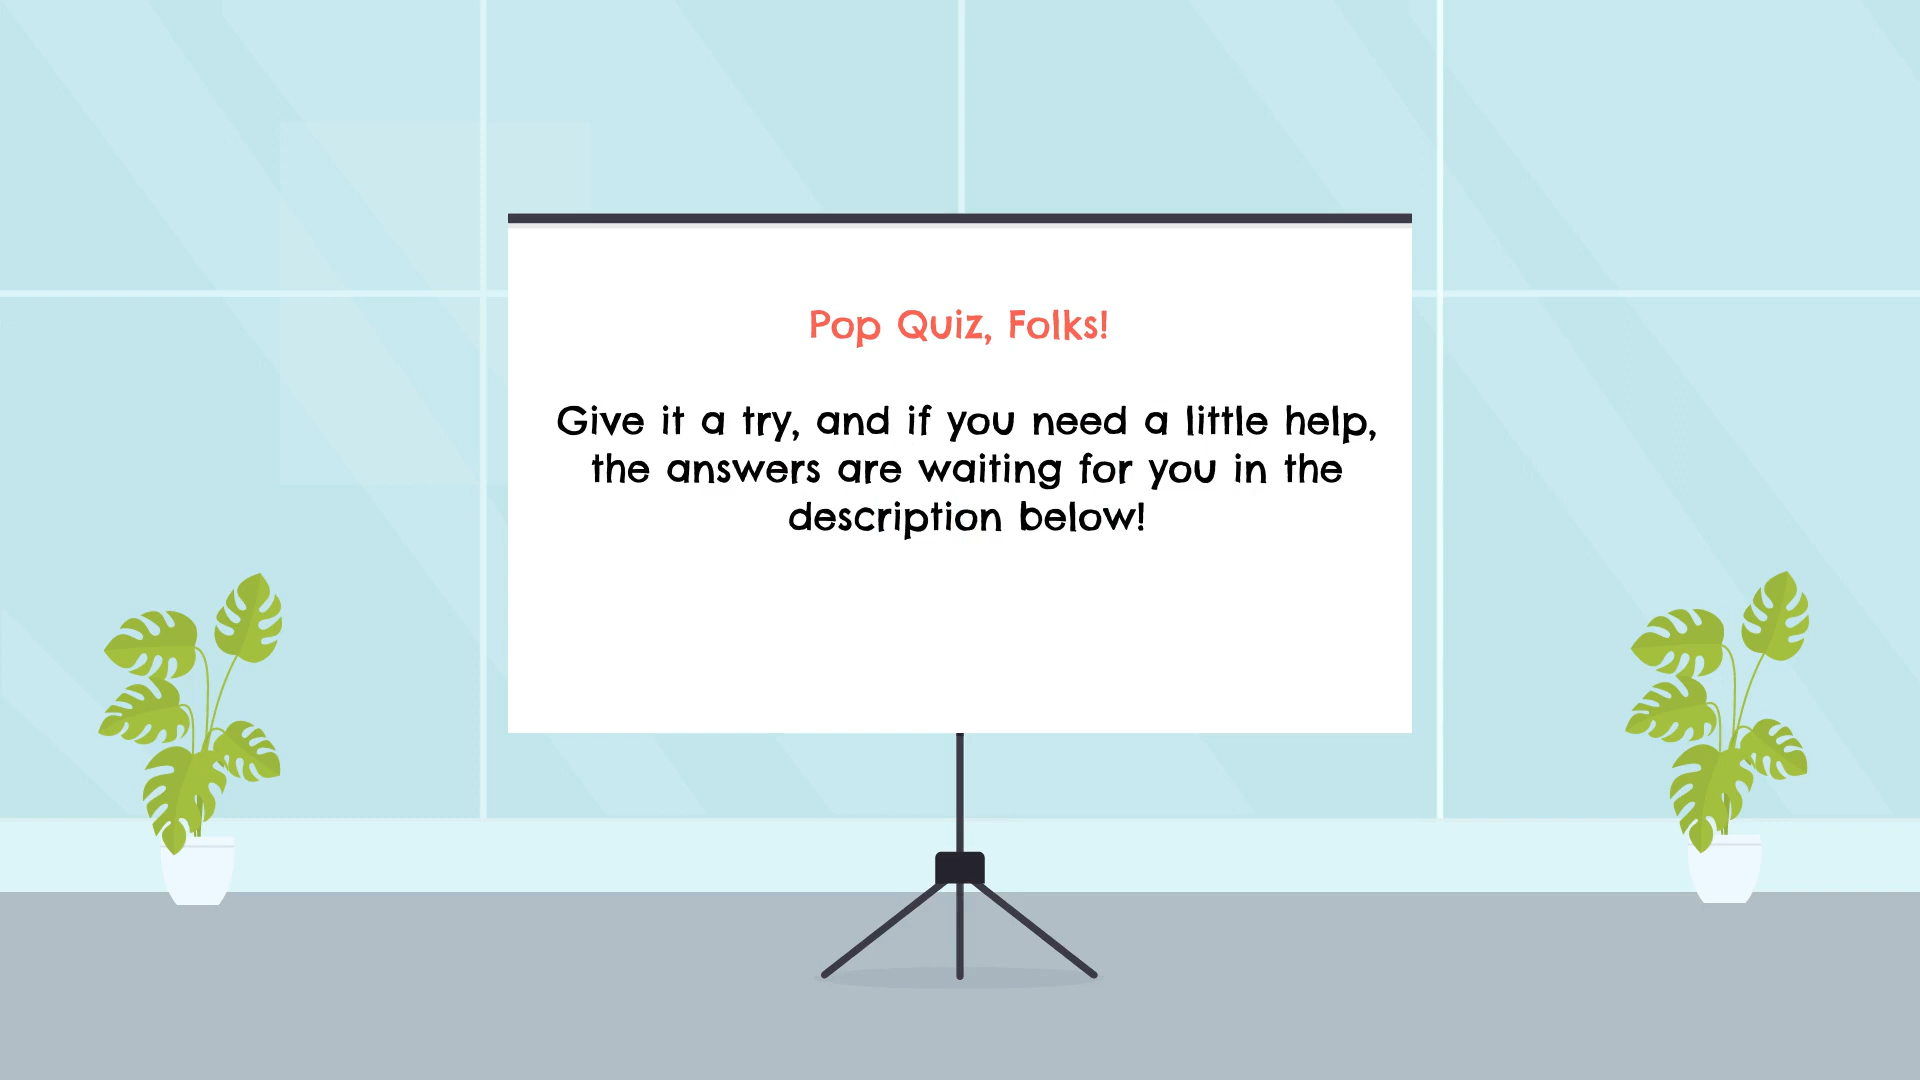 Pop Quiz, Folks!
Give it a try, and if you need a little help,
the answers are waiting for you in the
description below!